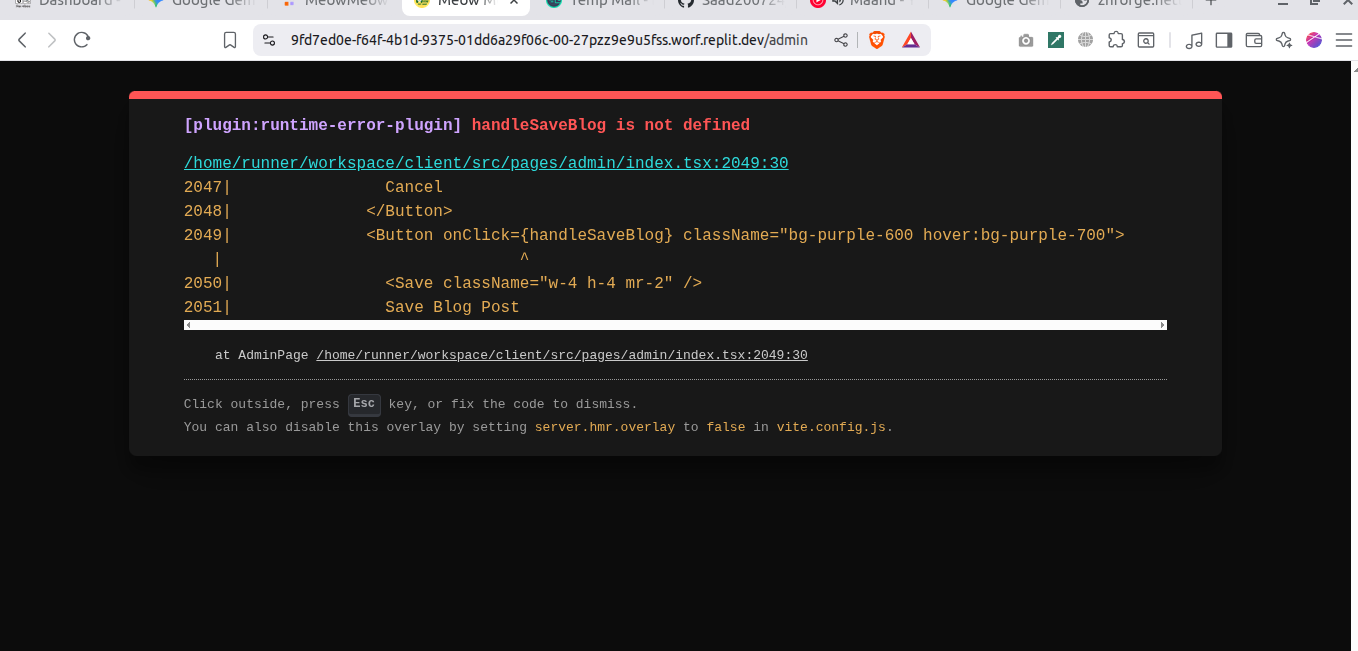 Dashboard
Google Gem
MeowMeow
Meow M
Temp Mail
Saad200724
Maand -
Google Gem
znforge.net
9fd7ed0e-f64f-4b1d-9375-01dd6a29f06c-00-27pzz9e9u5fss.worf.replit.dev/admin
[plugin:runtime-error-plugin] handleSaveBlog is not defined
/home/runner/workspace/client/src/pages/admin/index.tsx:2049:30
2047|                Cancel
2048|              </Button>
2049|              <Button onClick={handleSaveBlog} className="bg-purple-600 hover:bg-purple-700">
|                               ^
2050|                <Save className="w-4 h-4 mr-2" />
2051|                Save Blog Post
at AdminPage /home/runner/workspace/client/src/pages/admin/index.tsx:2049:30
Click outside, press Esc key, or fix the code to dismiss.
You can also disable this overlay by setting server.hmr.overlay to false in vite.config.js.